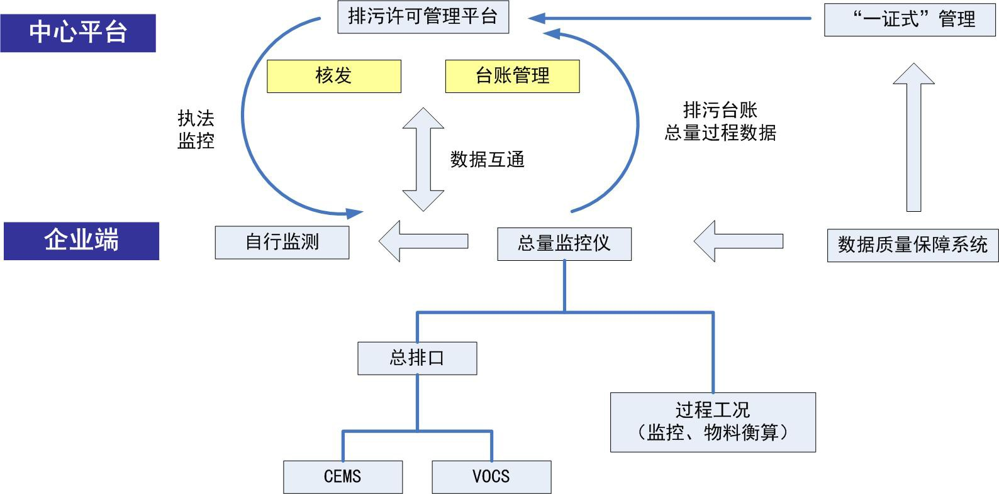 中心平台
排污许可管理平台
“一证式”管理
核发
台账管理
执法
监控
数据互通
排污台账
总量过程数据
企业端
自行监测
总量监控仪
数据质量保障系统
总排口
过程工况
（监控、物料衡算）
CEMS
VOCS